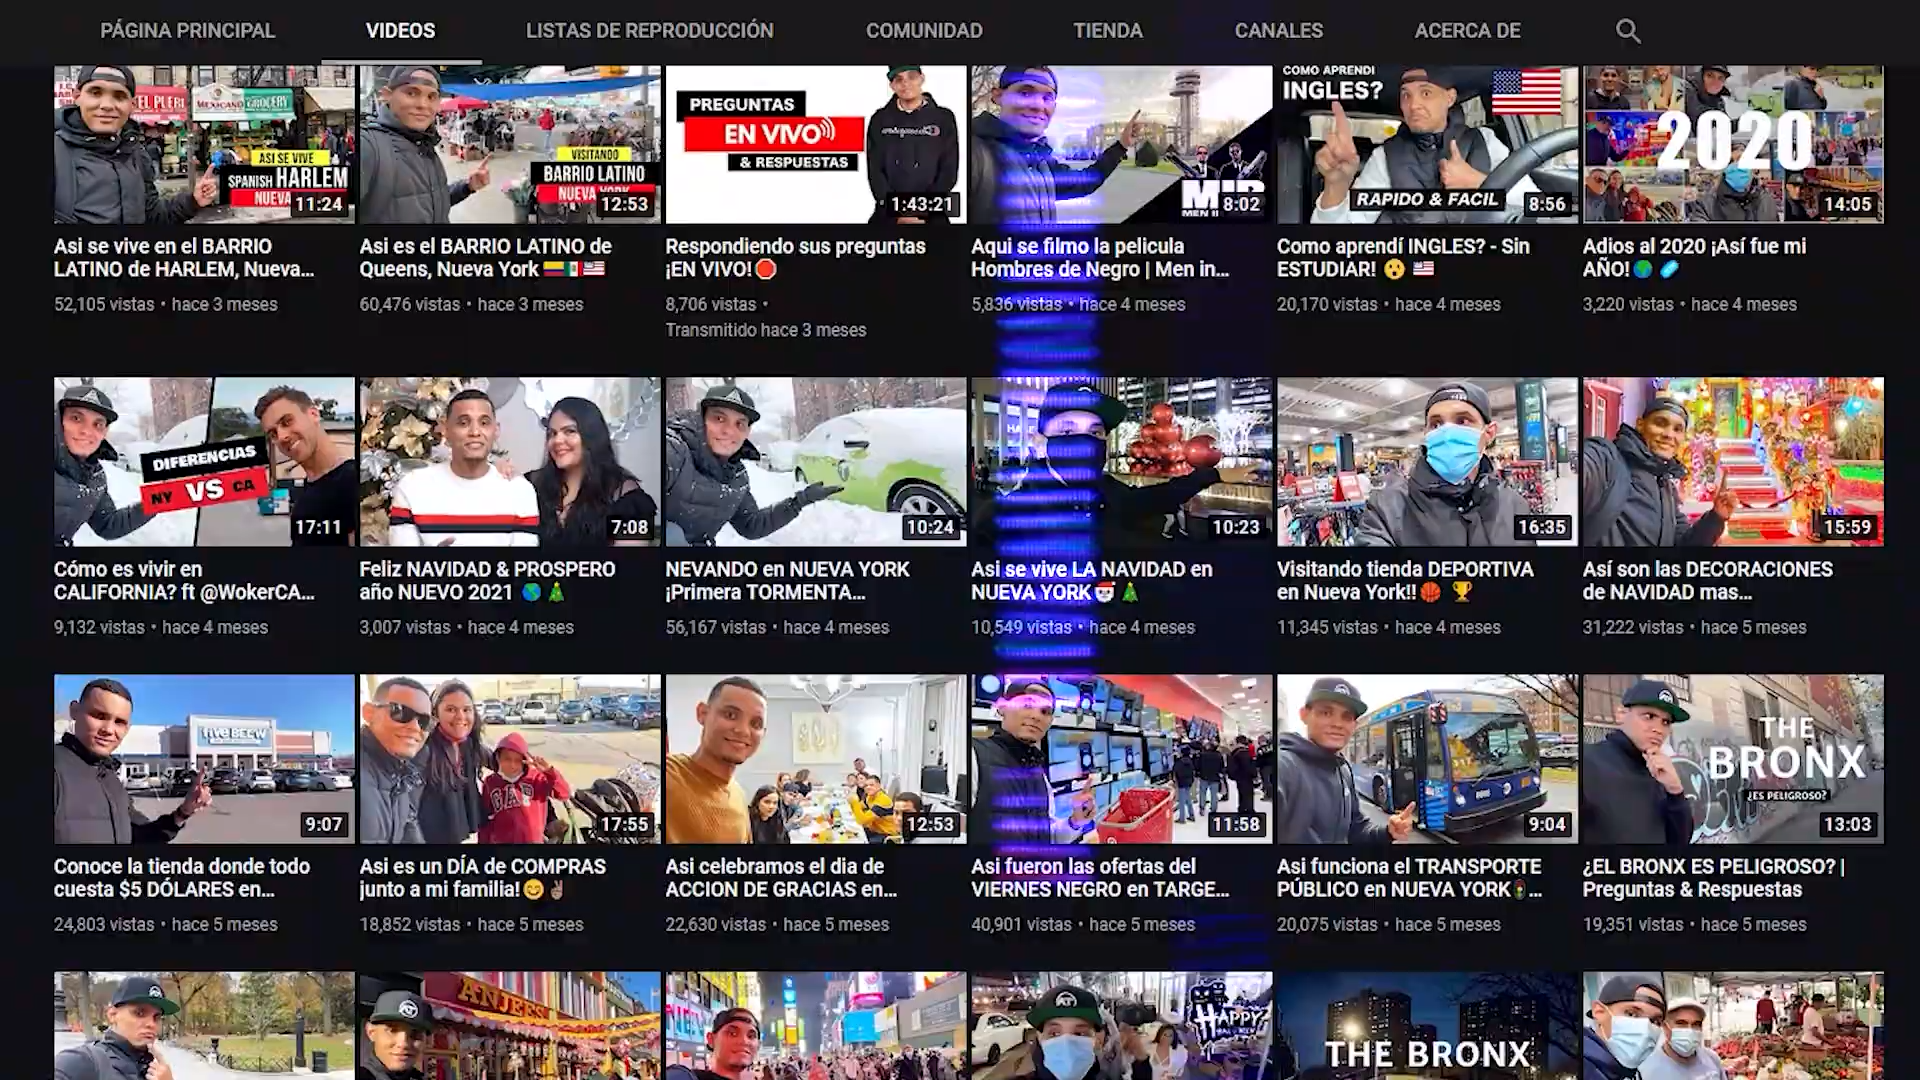 PÁGINA PRINCIPAL VIDEOS LISTAS DE REPRODUCCIÓN COMUNIDAD TIENDA CANALES ACERCA DE
EL PUEBL
MEXICANO
GROCERY
ASI SE VIVE
SPANISH HARLEM
NUEVA
11:24
VISITANDO
BARRIO LATINO
NUEVA YORK
12:53
PREGUNTAS
EN VIVO
& RESPUESTAS
1:43:21
MIB
MEN
8:02
COMO APRENDI
INGLES?
RAPIDO & FACIL
8:56
2020
14:05
Asi se vive en el BARRIO
LATINO de HARLEM, Nueva...
52,105 vistas • hace 3 meses
Asi es el BARRIO LATINO de
Queens, Nueva York
60,476 vistas • hace 3 meses
Respondiendo sus preguntas
¡EN VIVO!
8,706 vistas •
Transmitido hace 3 meses
Aqui se filmo la pelicula
Hombres de Negro | Men in...
5,836 vistas • hace 4 meses
Como aprendí INGLES? - Sin
ESTUDIAR!
20,170 vistas • hace 4 meses
Adios al 2020 ¡Así fue mi
AÑO!
3,220 vistas • hace 4 meses
DIFERENCIAS
NY VS CA
17:11
7:08
10:24
10:23
16:35
15:59
Cómo es vivir en
CALIFORNIA? ft @WokerCA...
9,132 vistas • hace 4 meses
Feliz NAVIDAD & PROSPERO
año NUEVO 2021
3,007 vistas • hace 4 meses
NEVANDO en NUEVA YORK
¡Primera TORMENTA...
56,167 vistas • hace 4 meses
Asi se vive LA NAVIDAD en
NUEVA YORK
10,549 vistas • hace 4 meses
Visitando tienda DEPORTIVA
en Nueva York!!
11,345 vistas • hace 4 meses
Así son las DECORACIONES
de NAVIDAD mas...
31,222 vistas • hace 5 meses
five BELOW
9:07
GAP
17:55
12:53
11:58
9:04
THE
BRONX
¿ES PELIGROSO?
13:03
Conoce la tienda donde todo
cuesta $5 DÓLARES en...
24,803 vistas • hace 5 meses
Asi es un DÍA de COMPRAS
junto a mi familia!
18,852 vistas • hace 5 meses
Asi celebramos el dia de
ACCION DE GRACIAS en...
22,630 vistas • hace 5 meses
Asi fueron las ofertas del
VIERNES NEGRO en TARGE...
40,901 vistas • hace 5 meses
Asi funciona el TRANSPORTE
PÚBLICO en NUEVA YORK...
20,075 vistas • hace 5 meses
¿EL BRONX ES PELIGROSO? |
Preguntas & Respuestas
19,351 vistas • hace 5 meses
ANJEES
HAPPY
THE BRONX